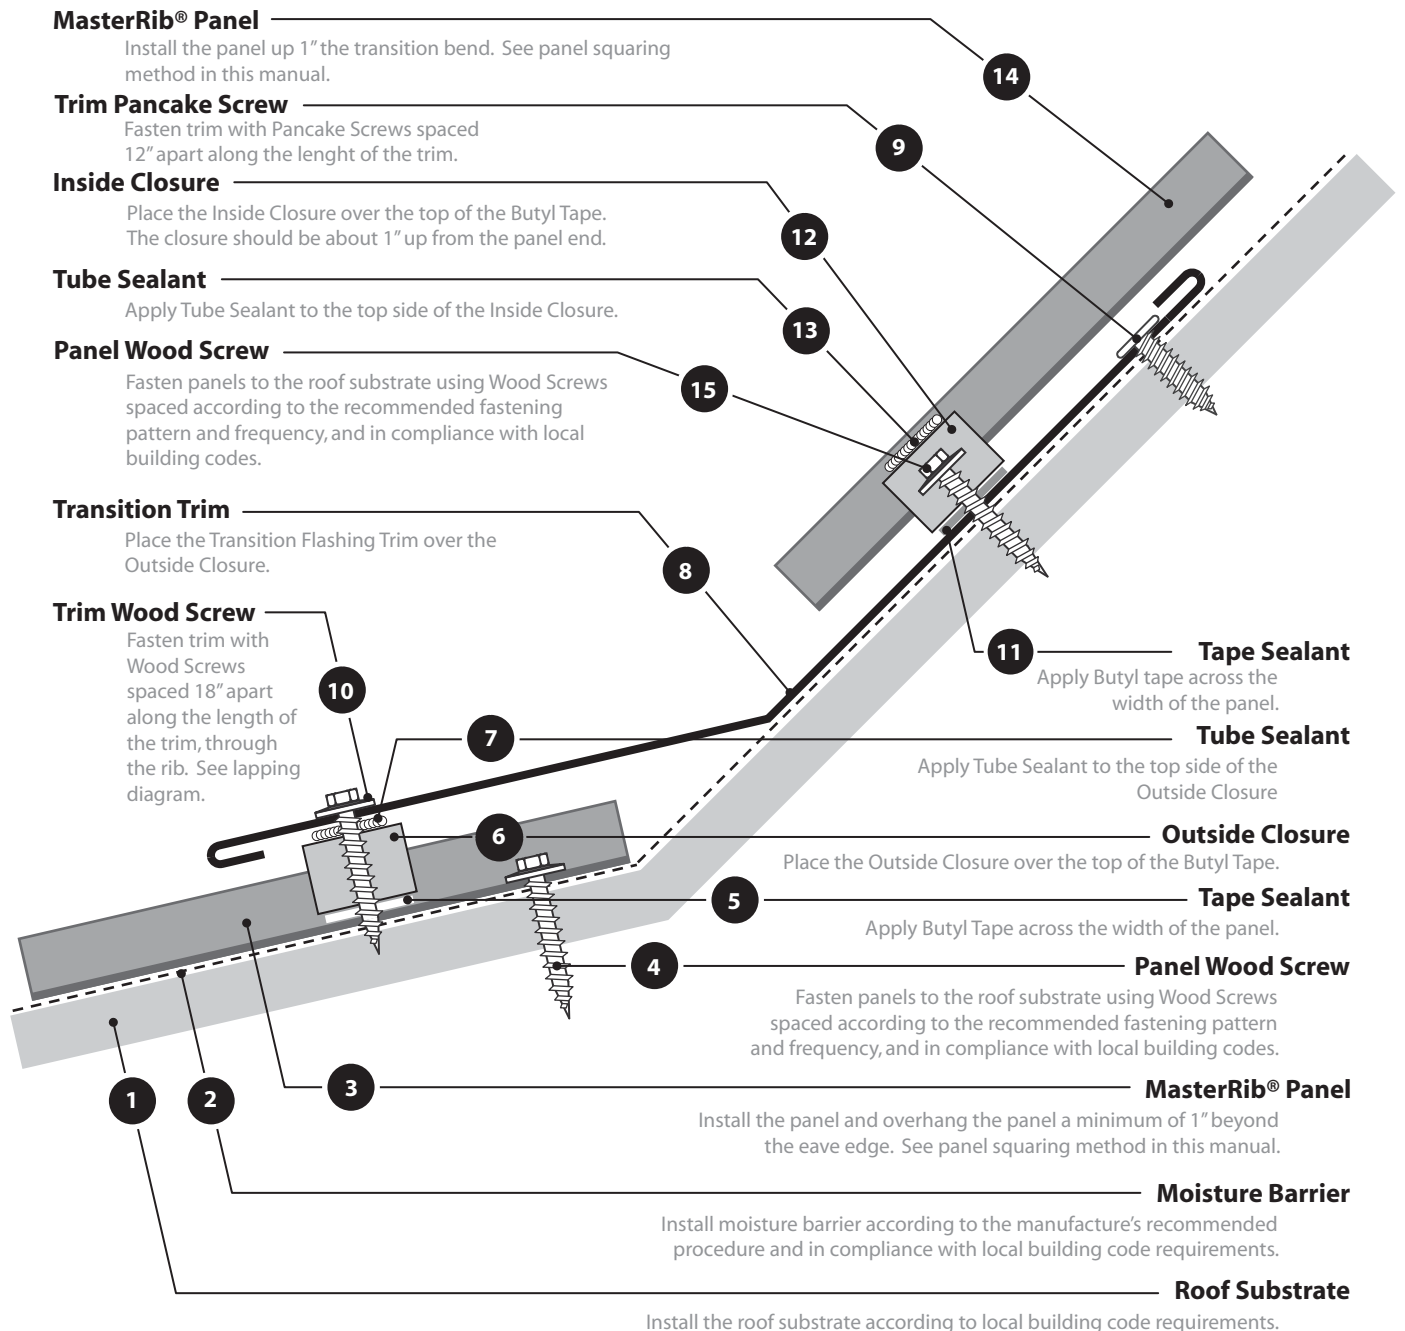 MasterRib® Panel
Install the panel up 1” the transition bend. See panel squaring
method in this manual.
14
Trim Pancake Screw
Fasten trim with Pancake Screws spaced
12” apart along the lenght of the trim.
9
Inside Closure
Place the Inside Closure over the top of the Butyl Tape.
The closure should be about 1” up from the panel end.
12
Tube Sealant
Apply Tube Sealant to the top side of the Inside Closure.
13
Panel Wood Screw
Fasten panels to the roof substrate using Wood Screws
spaced according to the recommended fastening
pattern and frequency, and in compliance with local
building codes.
15
Transition Trim
Place the Transition Flashing Trim over the
Outside Closure.
8
Trim Wood Screw
Fasten trim with
Wood Screws
spaced 18” apart
along the length of
the trim, through
the rib. See lapping
diagram.
10
11
Tape Sealant
Apply Butyl tape across the
width of the panel.
7
Tube Sealant
Apply Tube Sealant to the top side of the
Outside Closure
6
Outside Closure
Place the Outside Closure over the top of the Butyl Tape.
5
Tape Sealant
Apply Butyl Tape across the width of the panel.
4
Panel Wood Screw
Fasten panels to the roof substrate using Wood Screws
spaced according to the recommended fastening pattern
and frequency, and in compliance with local building codes.
3
MasterRib® Panel
Install the panel and overhang the panel a minimum of 1” beyond
the eave edge. See panel squaring method in this manual.
2
Moisture Barrier
Install moisture barrier according to the manufacture’s recommended
procedure and in compliance with local building code requirements.
1
Roof Substrate
Install the roof substrate according to local building code requirements.